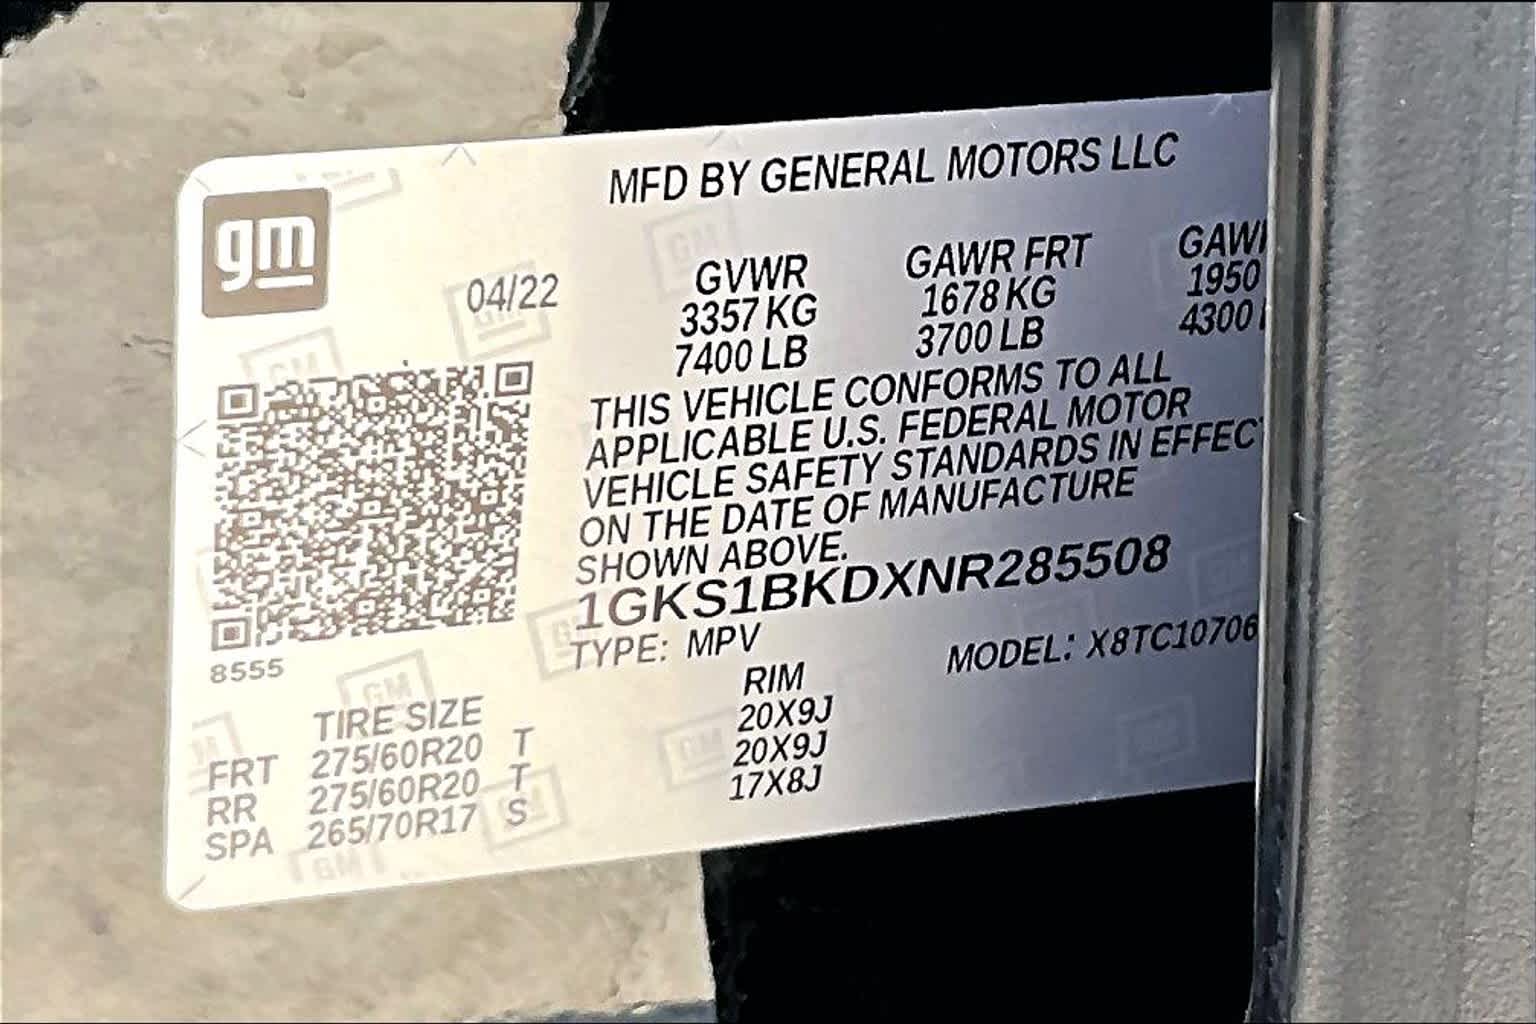 MFD BY GENERAL MOTORS LLC
gm
04/22
GVWR GAWR FRT GAWR
3357 KG 1678 KG 1950
7400 LB 3700 LB 4300
THIS VEHICLE CONFORMS TO ALL
APPLICABLE U.S. FEDERAL MOTOR
VEHICLE SAFETY STANDARDS IN EFFEC
ON THE DATE OF MANUFACTURE
SHOWN ABOVE.
1GKS1BKDXNR285508
TYPE: MPV MODEL: X8TC10706
8555
TIRE SIZE RIM
FRT 275/60R20 T 20X9J
RR 275/60R20 T 20X9J
SPA 265/70R17 S 17X8J